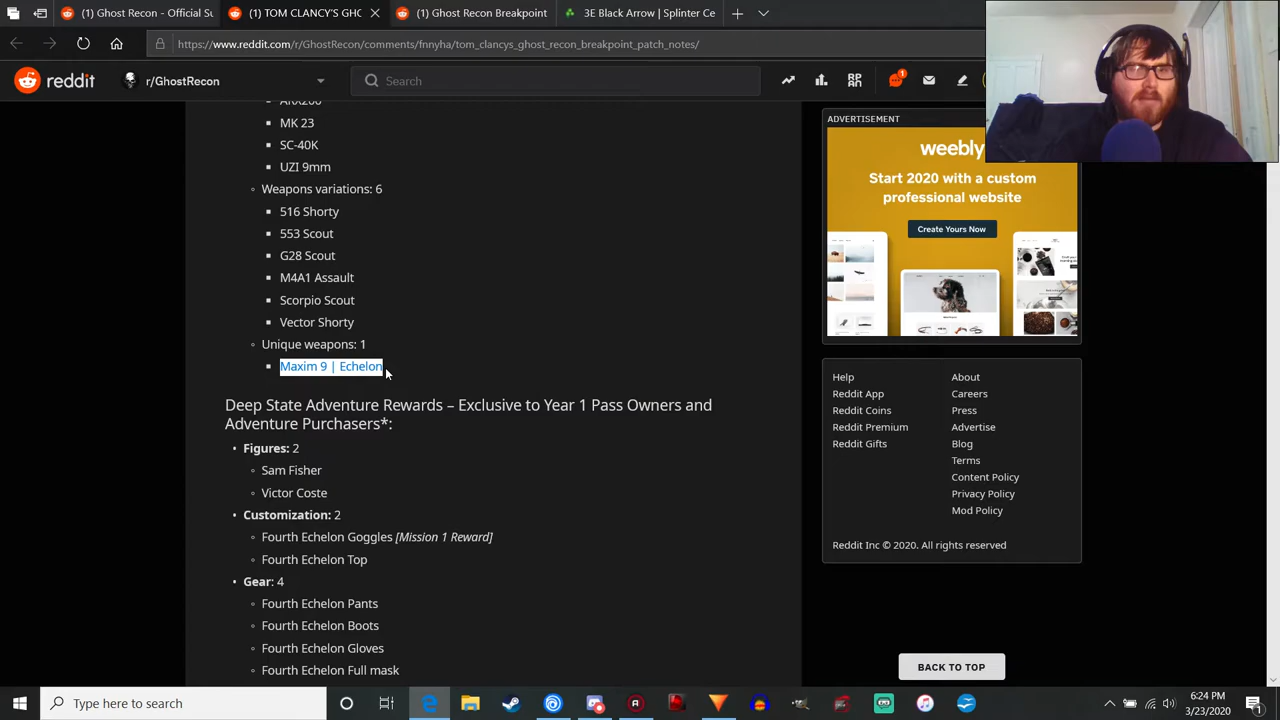 (1) Ghost Recon - Official Su
(1) TOM CLANCY'S GHO
(1) Ghost Recon Breakpoint
3E Black Arrow | Splinter Ce
https://www.reddit.com/r/GhostRecon/comments/fnnyha/tom_clancys_ghost_recon_breakpoint_patch_notes/
reddit
r/GhostRecon
Search
1
MK 23
SC-40K
UZI 9mm
Weapons variations: 6
516 Shorty
553 Scout
G28 Scout
M4A1 Assault
Scorpio Scout
Vector Shorty
Unique weapons: 1
Maxim 9 | Echelon
Deep State Adventure Rewards – Exclusive to Year 1 Pass Owners and
Adventure Purchasers*:
Figures: 2
Sam Fisher
Victor Coste
Customization: 2
Fourth Echelon Goggles [Mission 1 Reward]
Fourth Echelon Top
Gear: 4
Fourth Echelon Pants
Fourth Echelon Boots
Fourth Echelon Gloves
Fourth Echelon Full mask
ADVERTISEMENT
weebly
Start 2020 with a custom
professional website
Create Yours Now
Help
About
Reddit App
Careers
Reddit Coins
Press
Reddit Premium
Advertise
Reddit Gifts
Blog
Terms
Content Policy
Privacy Policy
Mod Policy
Reddit Inc © 2020. All rights reserved
BACK TO TOP
Type here to search
6:24 PM
3/23/2020
1